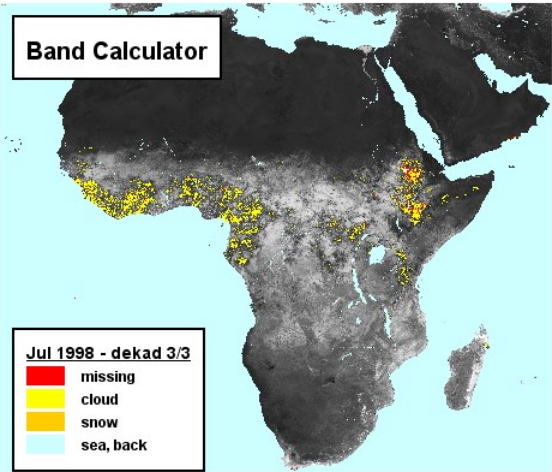 Band Calculator
Jul 1998 - dekad 3/3
missing
cloud
snow
sea, back